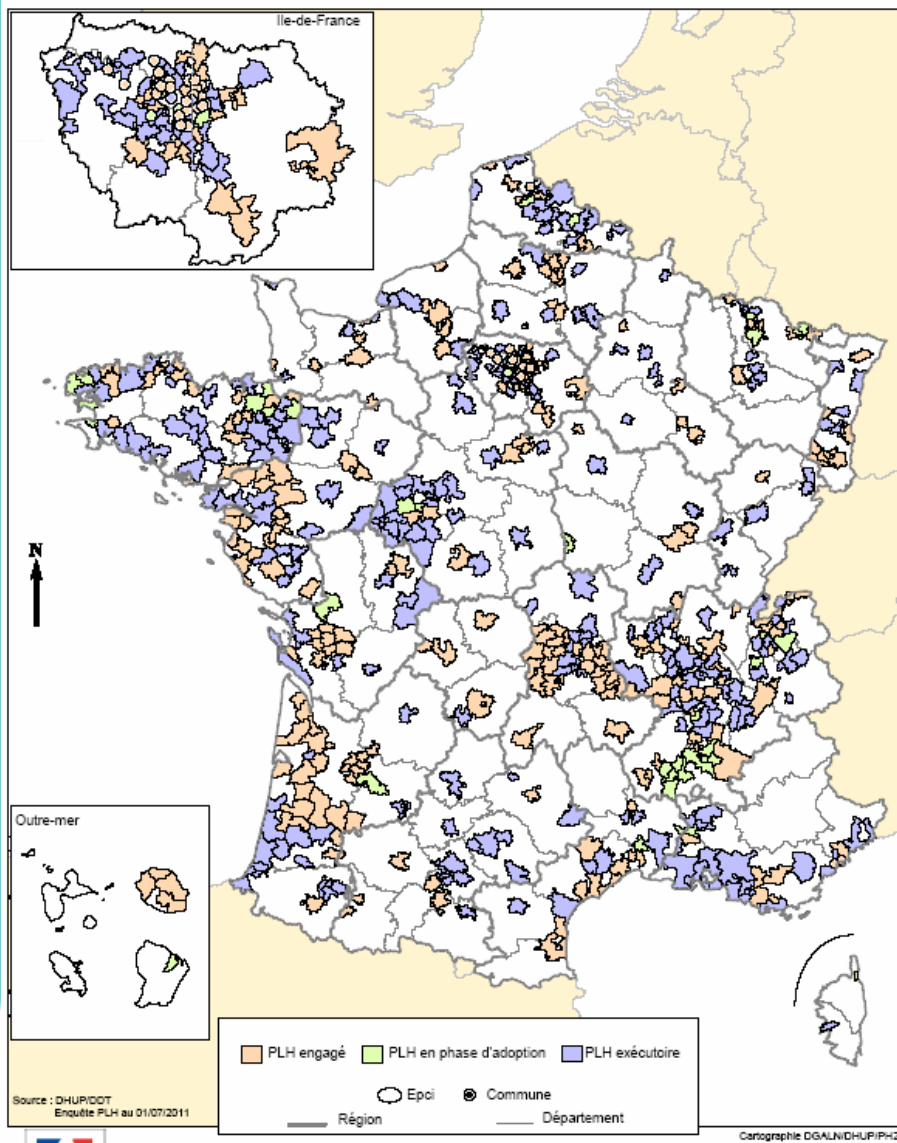 Ile-de-France
N
Outre-mer
PLH engagé
PLH en phase d'adoption
PLH exécutoire
Epci
Commune
Région
Département
Source : DHUP/DDT
Enquête PLH au 01/07/2011
Cartographie DGALN/DHUP/PH2